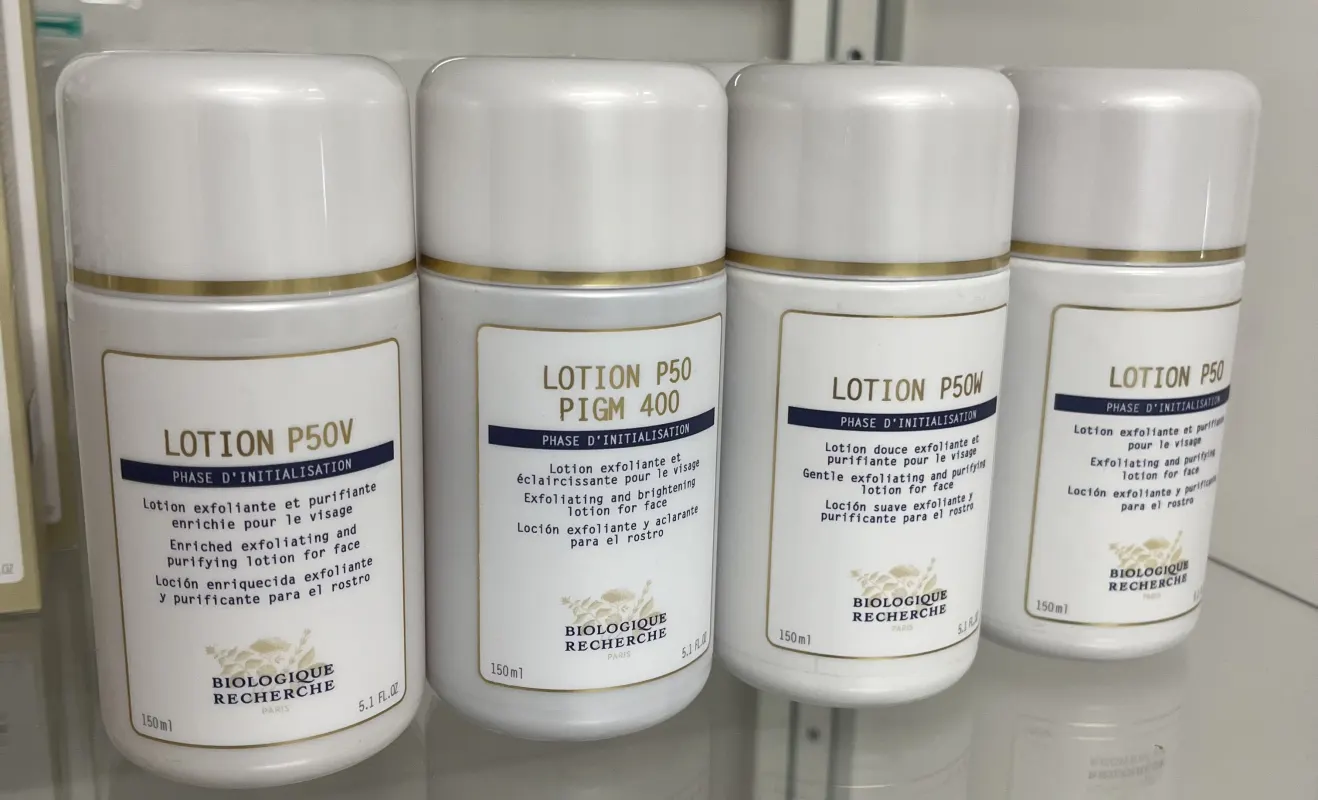 LOTION P50V
PHASE D'INITIALISATION
Lotion exfoliante et purifiante
enrichie pour le visage
Enriched exfoliating and
purifying lotion for face
Loción enriquecida exfoliante
y purificante para el rostro
BIOLOGIQUE
RECHERCHE
PARIS
150ml
5.1 FL.OZ
LOTION P50
PIGM 400
PHASE D'INITIALISATION
Lotion exfoliante et
éclaircissante pour le visage
Exfoliating and brightening
lotion for face
Loción exfoliante y aclarante
para el rostro
BIOLOGIQUE
RECHERCHE
PARIS
150ml
5.1 FL.OZ
LOTION P50W
PHASE D'INITIALISATION
Lotion douce exfoliante et
purifiante pour le visage
Gentle exfoliating and purifying
lotion for face
Loción suave exfoliante y
purificante para el rostro
BIOLOGIQUE
RECHERCHE
PARIS
150ml
5.1 FL.
LOTION P50
PHASE D'INITIALISATION
Lotion exfoliante et purifiante
pour le visage
Exfoliating and purifying
lotion for face
Loción exfoliante y purificante
para el rostro
BIOLOGIQUE
RECHERCHE
PARIS
150ml